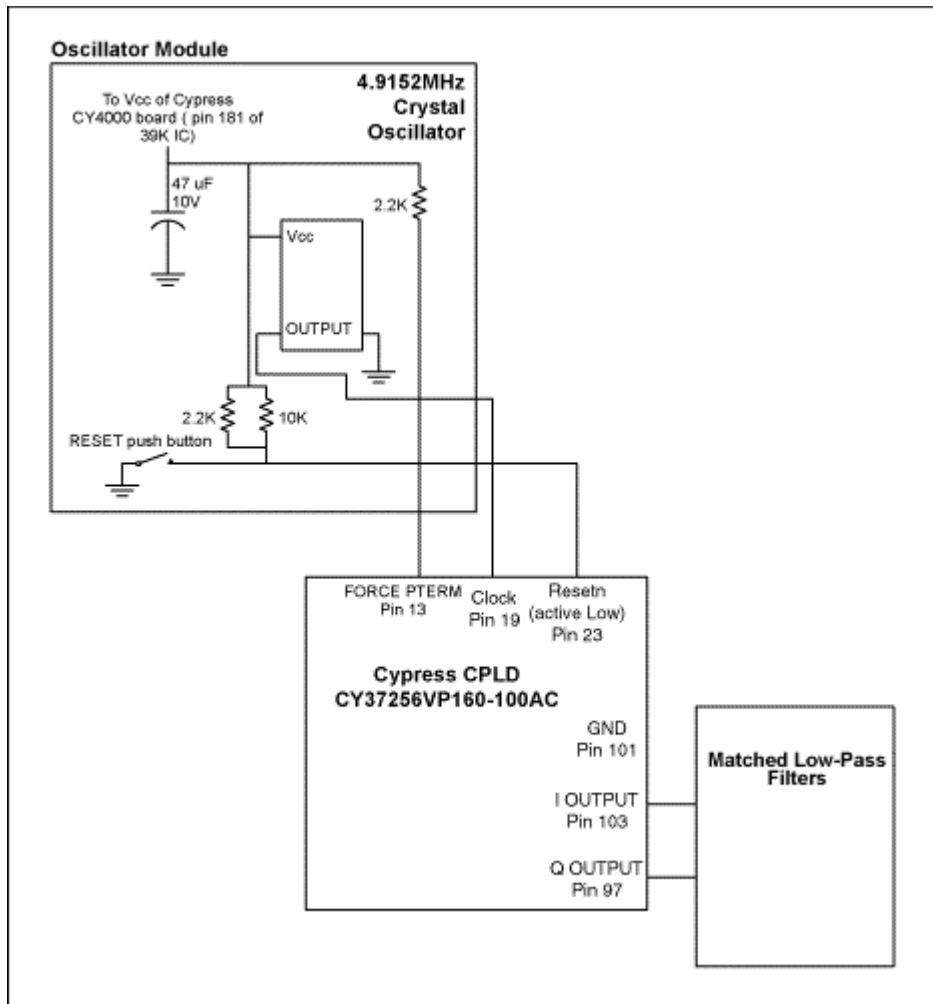 Oscillator Module
4.9152MHz
Crystal
Oscillator
To Vcc of Cypress
CY4000 board ( pin 181 of
39K IC)
47 uF
10V
2.2K
Vcc
OUTPUT
2.2K
10K
RESET push button
FORCE PTERM
Pin 13
Clock
Pin 19
Resetn
(active Low)
Pin 23
Cypress CPLD
CY37256VP160-100AC
GND
Pin 101
I OUTPUT
Pin 103
Q OUTPUT
Pin 97
Matched Low-Pass
Filters